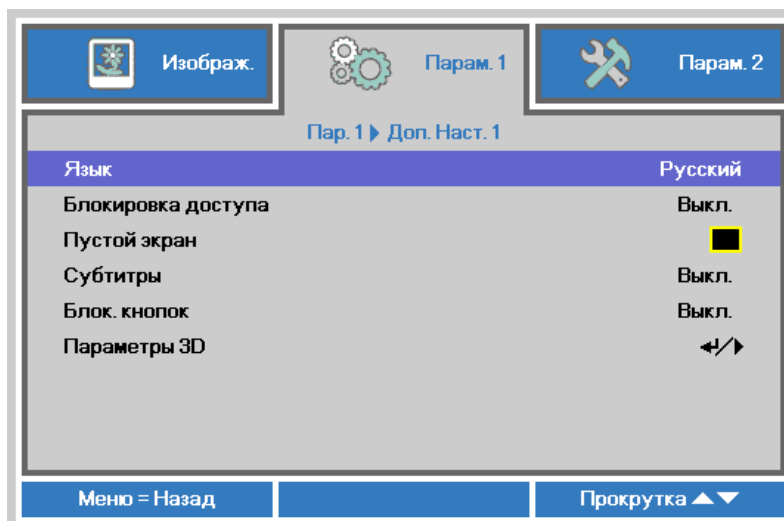 Изображ. Парам. 1 Парам. 2
Пар. 1 Доп. Наст. 1
Язык Русский
Блокировка доступа Выкл.
Пустой экран
Субтитры Выкл.
Блок. кнопок Выкл.
Параметры 3D
Меню = Назад Прокрутка